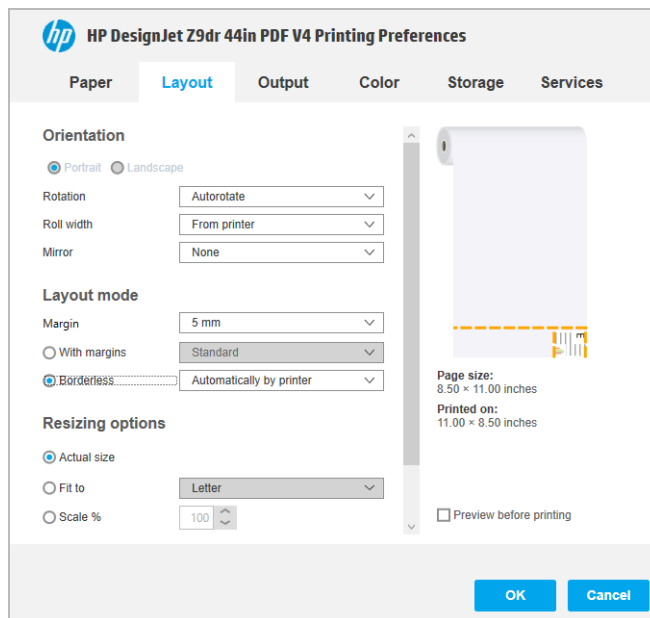 hp HP DesignJet Z9dr 44in PDF V4 Printing Preferences
Paper Layout Output Color Storage Services
Orientation
Portrait Landscape
Rotation Autorotate
Roll width From printer
Mirror None
Layout mode
Margin 5 mm
With margins Standard
Borderless Automatically by printer
Resizing options
Actual size
Fit to Letter
Scale % 100
E
Page size:
8.50 × 11.00 inches
Printed on:
11.00 × 8.50 inches
Preview before printing
OK Cancel